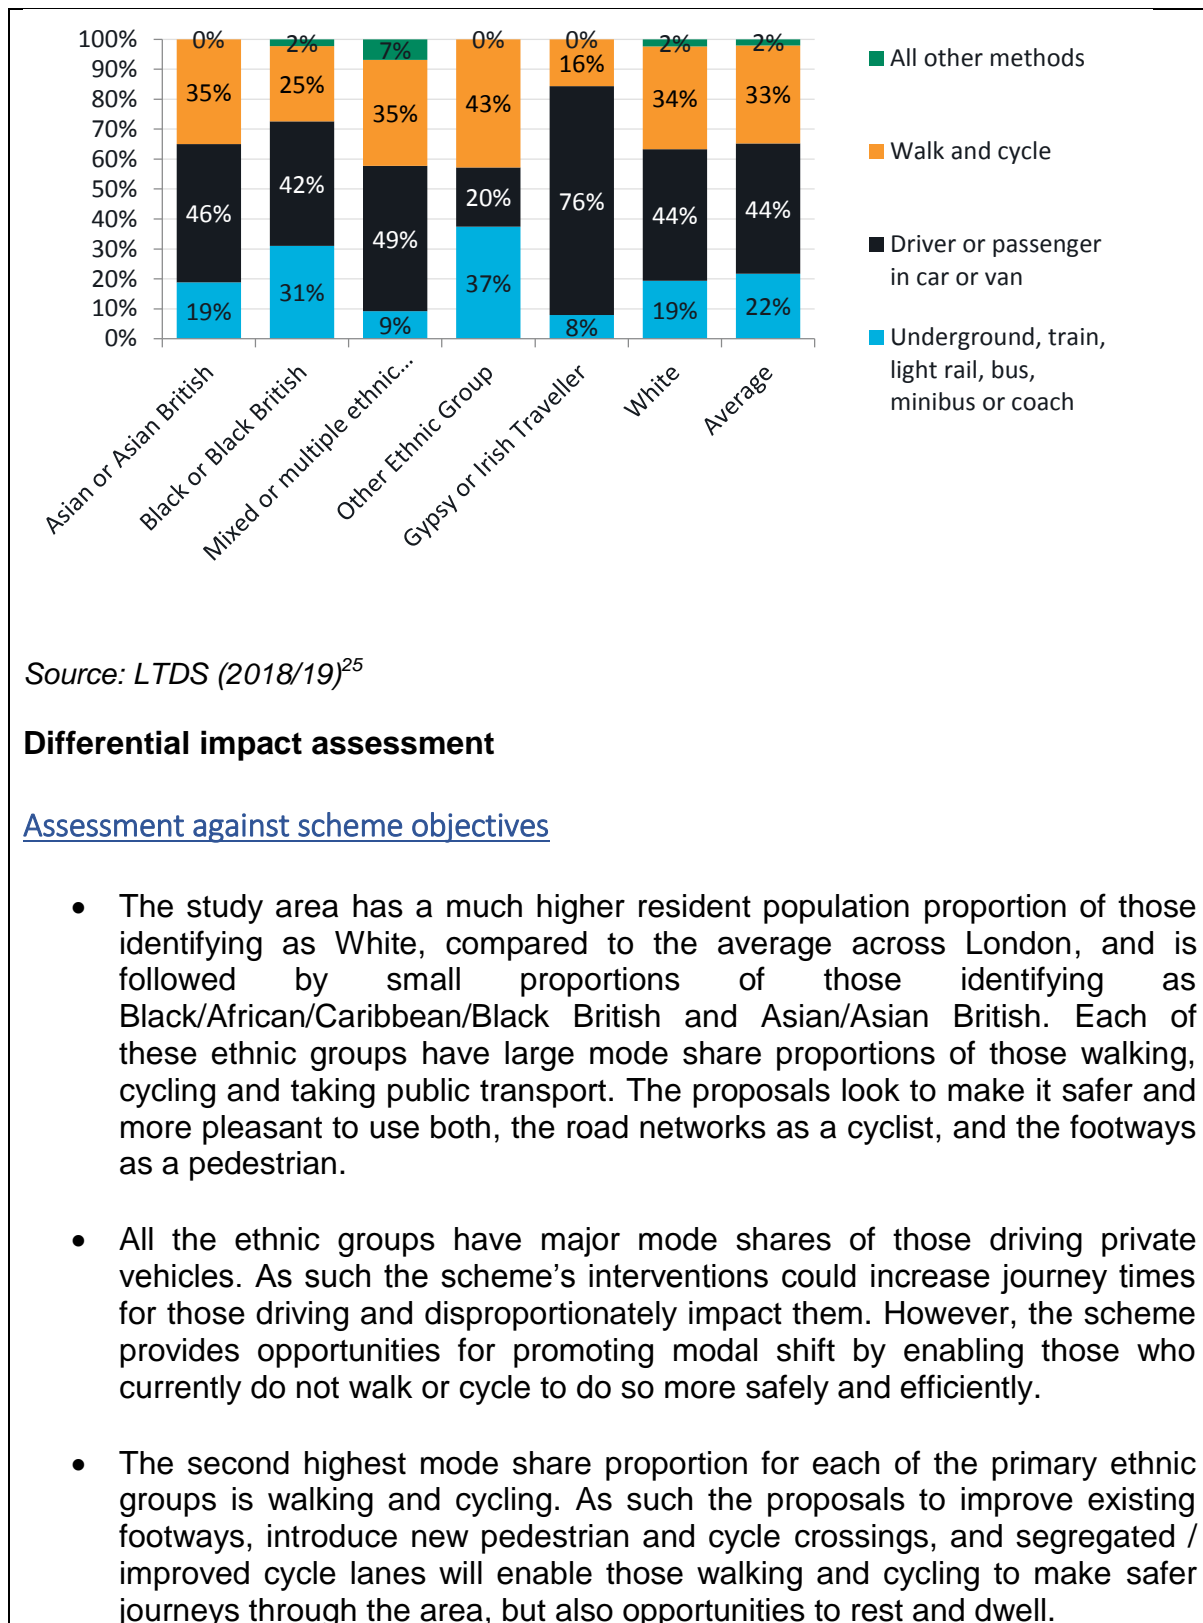 100%
90%
80%
70%
60%
50%
40%
30%
20%
10%
0%
0% 2% 7% 0% 0% 2% 2%
35% 25% 35% 43% 16% 34% 33%
46% 42% 49% 20% 76% 44% 44%
19% 31% 9% 37% 8% 19% 22%
Asian or Asian British
Black or Black British
Mixed or multiple ethnic...
Other Ethnic Group
Gypsy or Irish Traveller
White
Average
All other methods
Walk and cycle
Driver or passenger
in car or van
Underground, train,
light rail, bus,
minibus or coach
Source: LTDS (2018/19)25
Differential impact assessment
Assessment against scheme objectives
• The study area has a much higher resident population proportion of those
identifying as White, compared to the average across London, and is
followed by small proportions of those identifying as
Black/African/Caribbean/Black British and Asian/Asian British. Each of
these ethnic groups have large mode share proportions of those walking,
cycling and taking public transport. The proposals look to make it safer and
more pleasant to use both, the road networks as a cyclist, and the footways
as a pedestrian.
• All the ethnic groups have major mode shares of those driving private
vehicles. As such the scheme's interventions could increase journey times
for those driving and disproportionately impact them. However, the scheme
provides opportunities for promoting modal shift by enabling those who
currently do not walk or cycle to do so more safely and efficiently.
• The second highest mode share proportion for each of the primary ethnic
groups is walking and cycling. As such the proposals to improve existing
footways, introduce new pedestrian and cycle crossings, and segregated /
improved cycle lanes will enable those walking and cycling to make safer
journeys through the area, but also opportunities to rest and dwell.